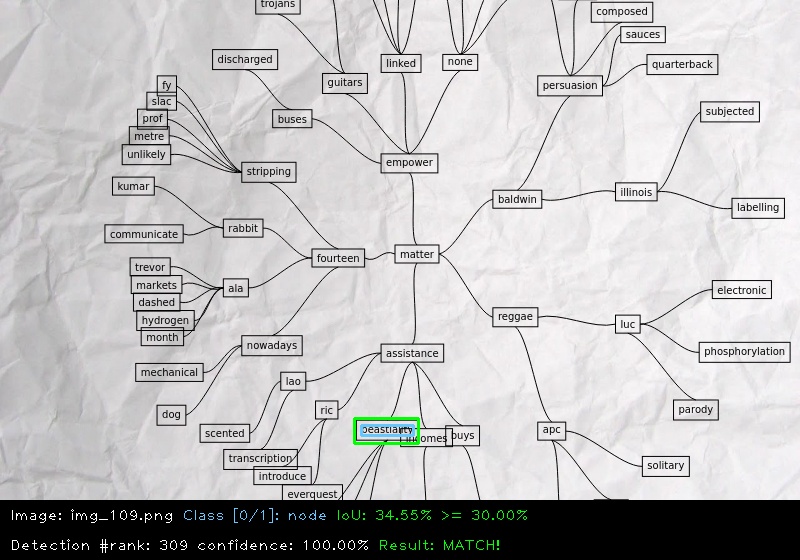 trojans
composed
sauces
discharged
linked
none
quarterback
guitars
persuasion
fy
slac
prof
buses
subjected
metre
unlikely
empower
stripping
kumar
illinois
baldwin
labelling
communicate
rabbit
matter
fourteen
trevor
markets
ala
electronic
dashed
hydrogen
reggae
luc
month
nowadays
assistance
phosphorylation
mechanical
lao
ric
parody
dog
scented
beastiality
incomes
buys
apc
transcription
solitary
introduce
everquest
Image: img_109.png Class [0/1]: node IoU: 34.55% >= 30.00%
Detection #rank: 309 confidence: 100.00% Result: MATCH!